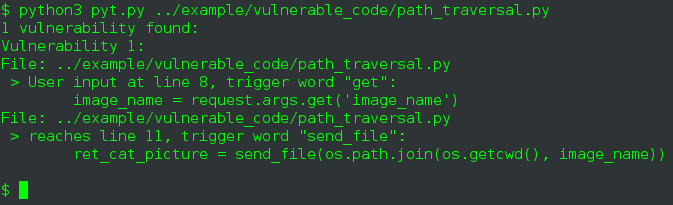 $ python3 pyt.py ../example/vulnerable_code/path_traversal.py
1 vulnerability found:
Vulnerability 1:
File: ../example/vulnerable_code/path_traversal.py
 > User input at line 8, trigger word "get":
        image_name = request.args.get('image_name')
File: ../example/vulnerable_code/path_traversal.py
 > reaches line 11, trigger word "send_file":
        ret_cat_picture = send_file(os.path.join(os.getcwd(), image_name))
$